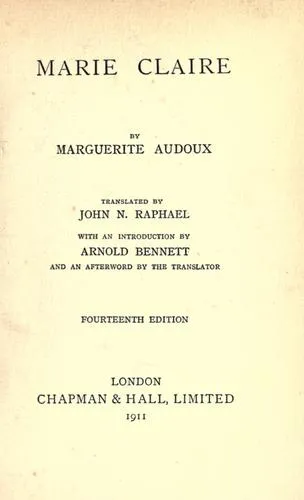 MARIE CLAIRE
BY
MARGUERITE AUDOUX
TRANSLATED BY
JOHN N. RAPHAEL
WITH AN INTRODUCTION BY
ARNOLD BENNETT
AND AN AFTERWORD BY THE TRANSLATOR
FOURTEENTH EDITION
LONDON
CHAPMAN & HALL, LIMITED
1911